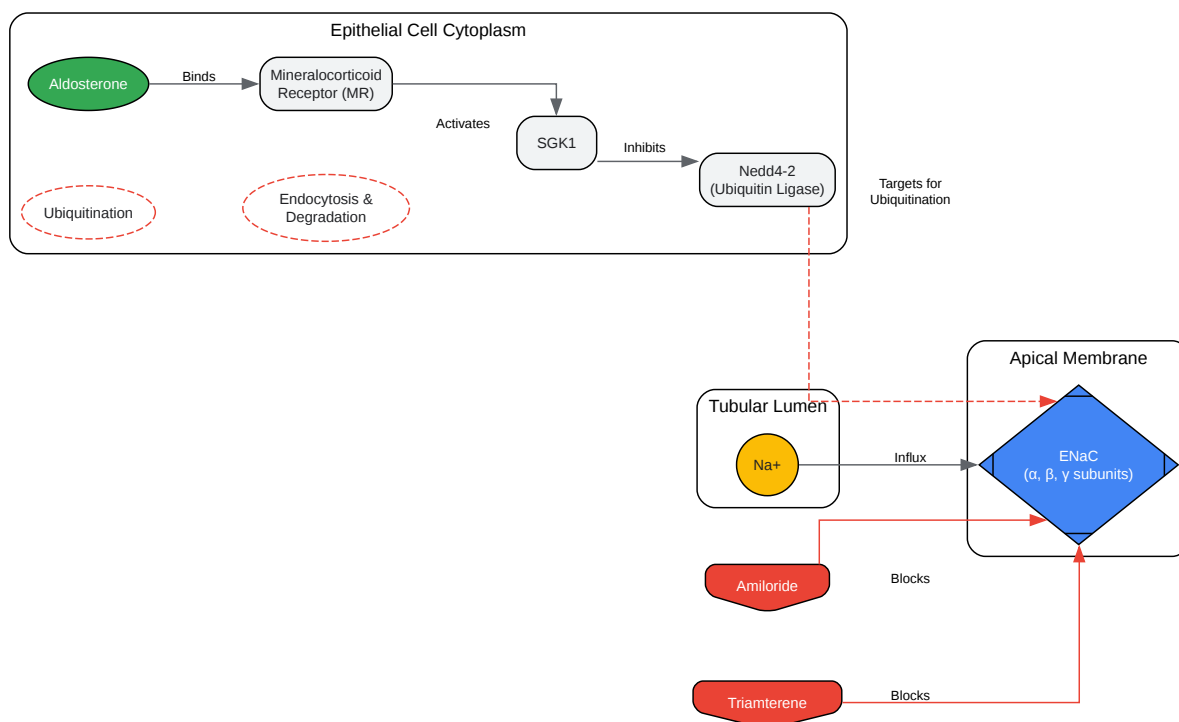 Epithelial Cell Cytoplasm
Aldosterone
Binds
Mineralocorticoid
Receptor (MR)
Activates
SGK1
Inhibits
Nedd4-2
(Ubiquitin Ligase)
Targets for
Ubiquitination
Ubiquitination
Endocytosis &
Degradation
Apical Membrane
Tubular Lumen
Na+
Influx
ENaC
(α, β, γ subunits)
Amiloride
Blocks
Triamterene
Blocks